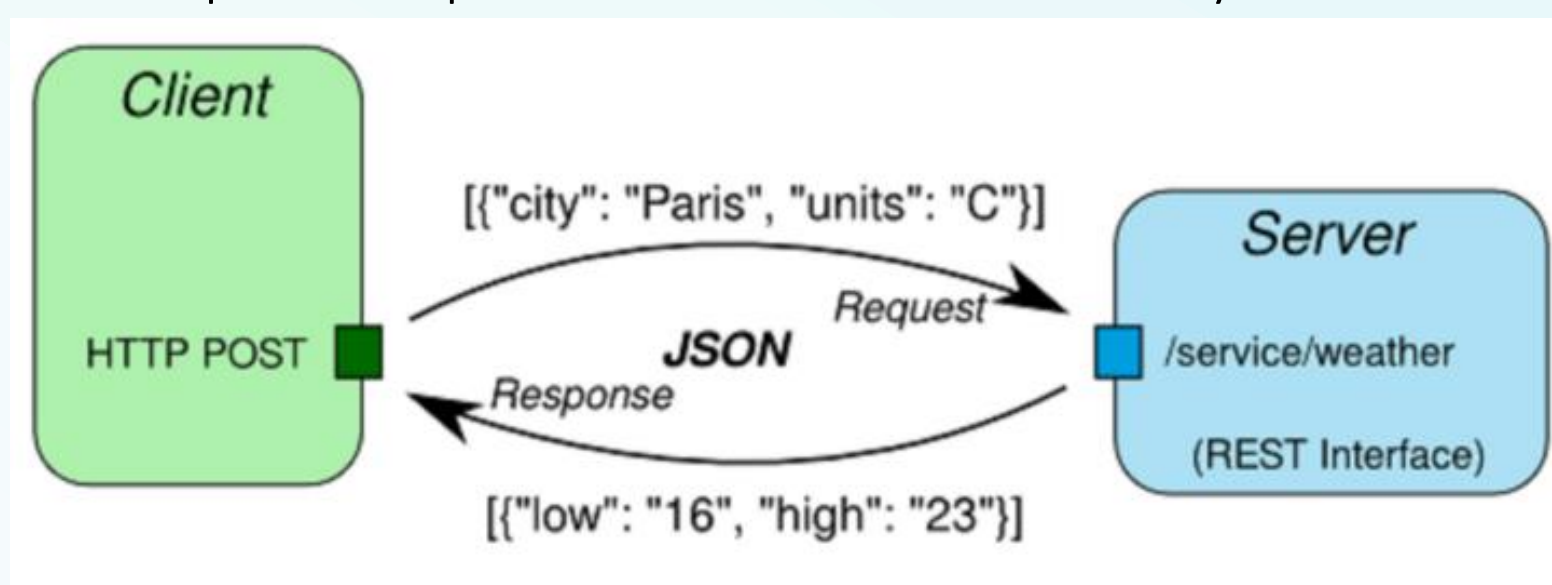 Client
[{"city": "Paris", "units": "C"}]
Server
Request
HTTP POST
JSON
/service/weather
Response
(REST Interface)
[{"low": "16", "high": "23"}]